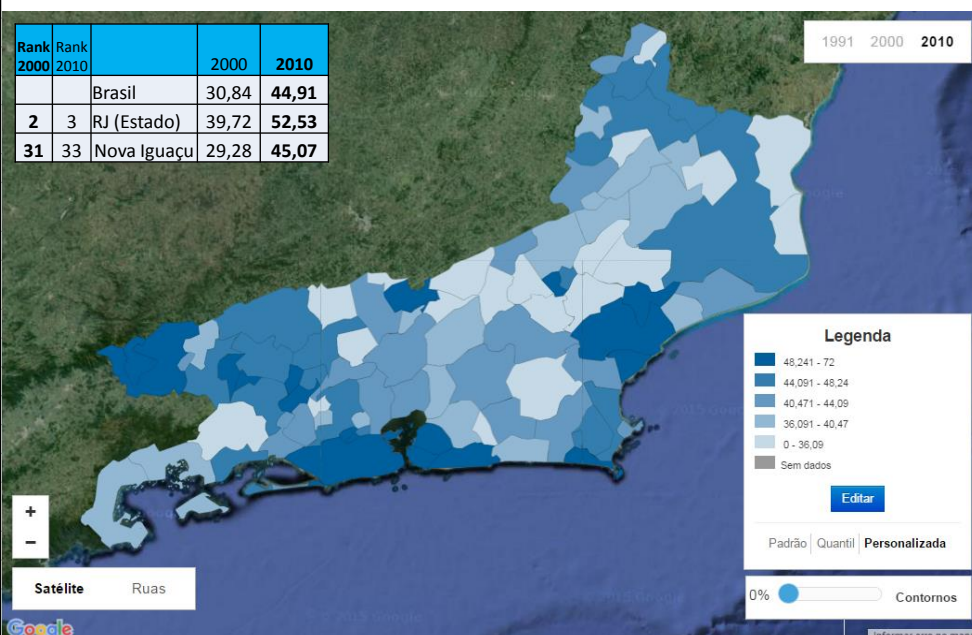 Rank 2000 Rank 2010 2000 2010
Brasil 30,84 44,91
2 3 RJ (Estado) 39,72 52,53
31 33 Nova Iguaçu 29,28 45,07
1991 2000 2010
Legenda
48,241 - 72
44,091 - 48,24
40,471 - 44,09
36,091 - 40,47
0 - 36,09
Sem dados
Editar
Padrão Quantil Personalizada
0% Contornos
+
−
Satélite Ruas
Google